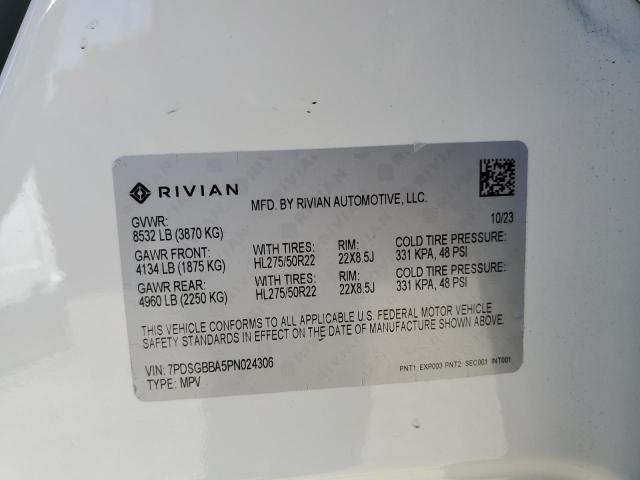 RIVIAN
MFD. BY RIVIAN AUTOMOTIVE, LLC.
GVWR: 10/23
8532 LB (3870 KG)
GAWR FRONT: WITH TIRES: RIM: COLD TIRE PRESSURE:
4134 LB (1875 KG) HL275/50R22 22X8.5J 331 KPA, 48 PSI
GAWR REAR: WITH TIRES: RIM: COLD TIRE PRESSURE:
4960 LB (2250 KG) HL275/50R22 22X8.5J 331 KPA, 48 PSI
THIS VEHICLE CONFORMS TO ALL APPLICABLE U.S. FEDERAL MOTOR VEHICLE
SAFETY STANDARDS IN EFFECT ON THE DATE OF MANUFACTURE SHOWN ABOVE.
VIN: 7PDSGBBA5PN024306
TYPE: MPV
PNT1: EXP003 PNT2: SEC001 INT001